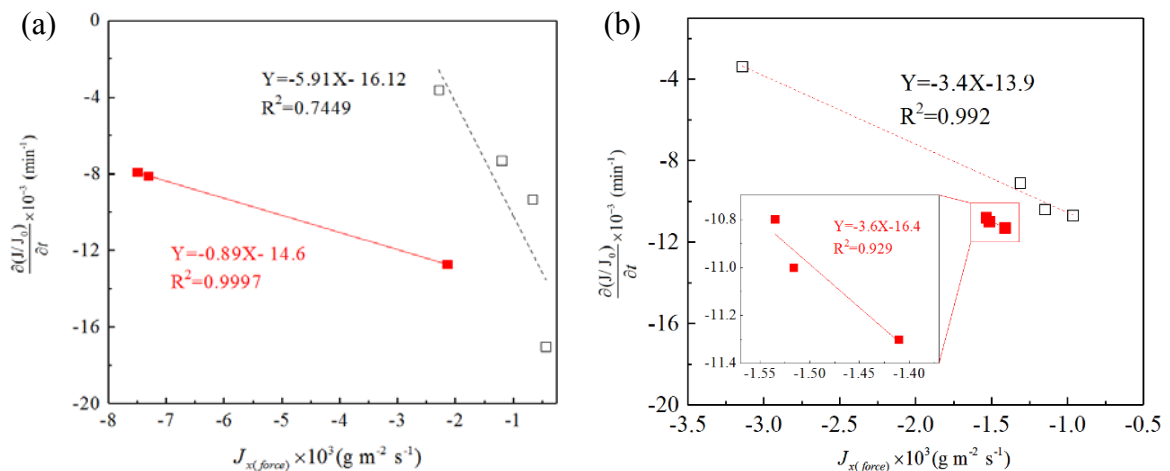 (a)
0
-4
-8
-12
-16
-20
-8
-7
-6
-5
-4
-3
-2
-1
0
Y=-5.91X- 16.12
R²=0.7449
Y=-0.89X- 14.6
R²=0.9997
∂(J/J₀)/∂t ×10⁻³ (min⁻¹)
Jx(force) ×10³(g m⁻² s⁻¹)
(b)
0
-4
-8
-12
-16
-20
-3.5
-3.0
-2.5
-2.0
-1.5
-1.0
-0.5
Y=-3.4X-13.9
R²=0.992
-10.8
-11.0
-11.2
-11.4
-1.55
-1.50
-1.45
-1.40
Y=-3.6X-16.4
R²=0.929
∂(J/J₀)/∂t ×10⁻³ (min⁻¹)
Jx(force) ×10³(g m⁻² s⁻¹)